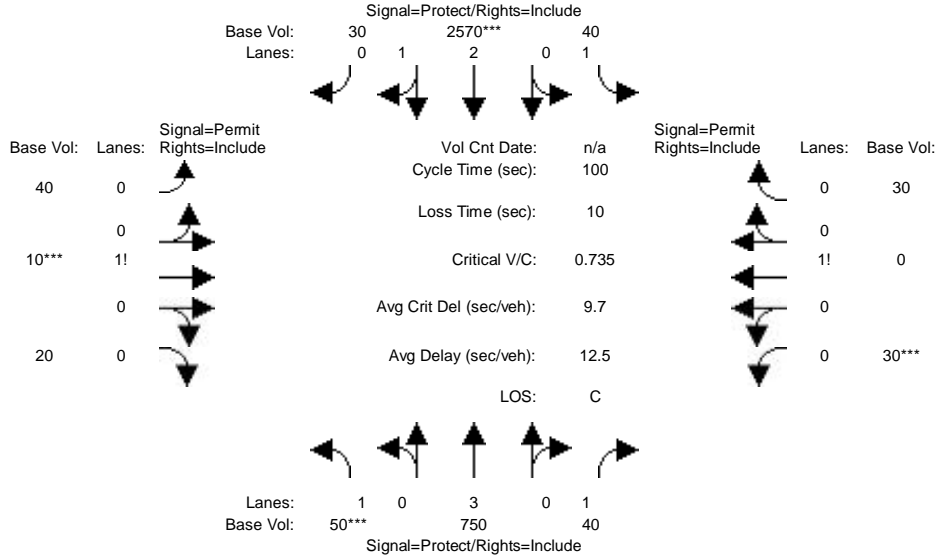 Signal=Protect/Rights=Include
Base Vol: 30 2570*** 40
Lanes: 0 1 2 0 1
Signal=Permit
Rights=Include
Base Vol: Lanes:
Vol Cnt Date: n/a
Cycle Time (sec): 100
Signal=Permit
Rights=Include
Lanes: Base Vol:
40 0
0 30
Loss Time (sec): 10
0
0
10*** 1!
Critical V/C: 0.735
1! 0
0
Avg Crit Del (sec/veh): 9.7
0
20 0
Avg Delay (sec/veh): 12.5
0 30***
LOS: C
Lanes: 1 0 3 0 1
Base Vol: 50*** 750 40
Signal=Protect/Rights=Include